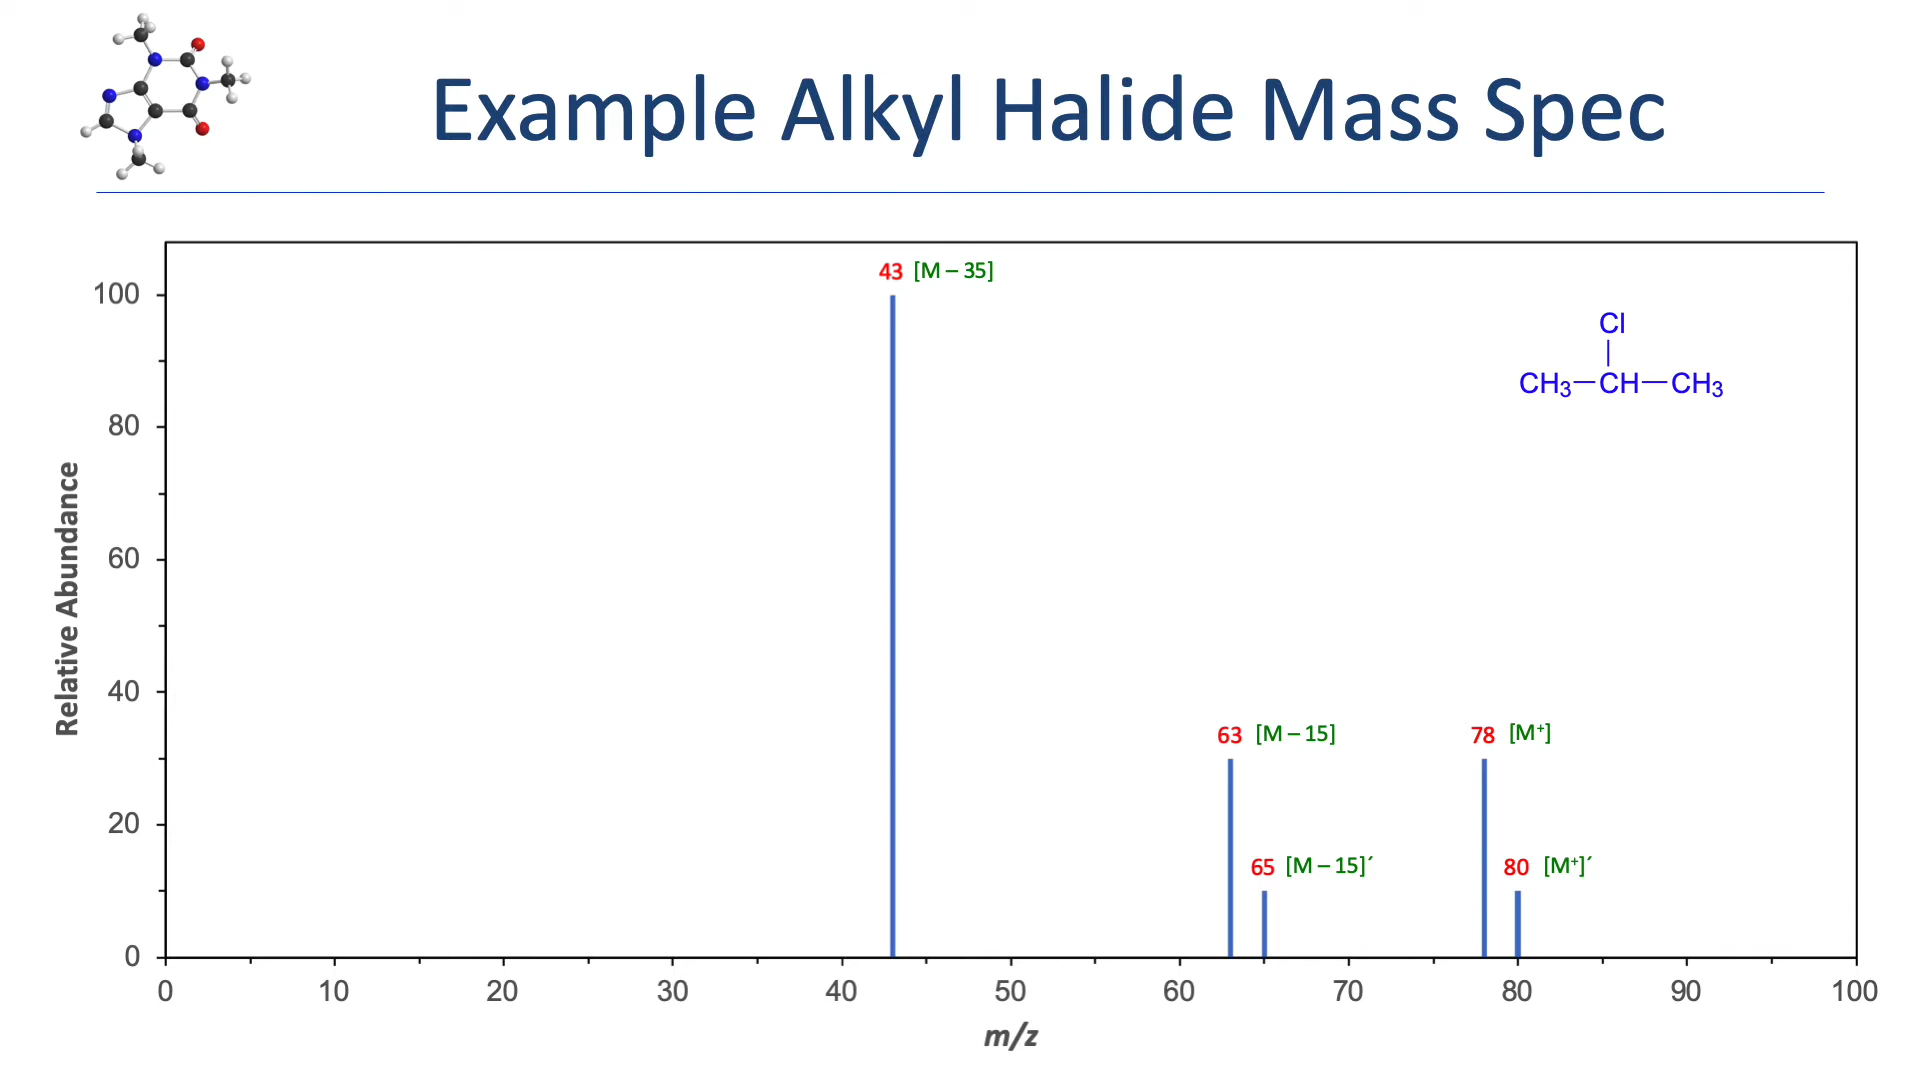 Example Alkyl Halide Mass Spec
43 [M – 35]
100
Cl
CH₃—CH—CH₃
80
60
40
Relative Abundance
63 [M – 15]
78 [M⁺]
20
65 [M – 15]´
80 [M⁺]´
0
0 10 20 30 40 50 60 70 80 90 100
m/z